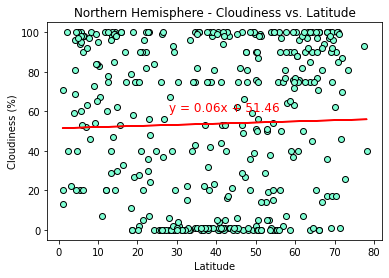 Northern Hemisphere - Cloudiness vs. Latitude
100
80
60
40
20
0
Cloudiness (%)
y = 0.06x + 51.46
0 10 20 30 40 50 60 70 80
Latitude